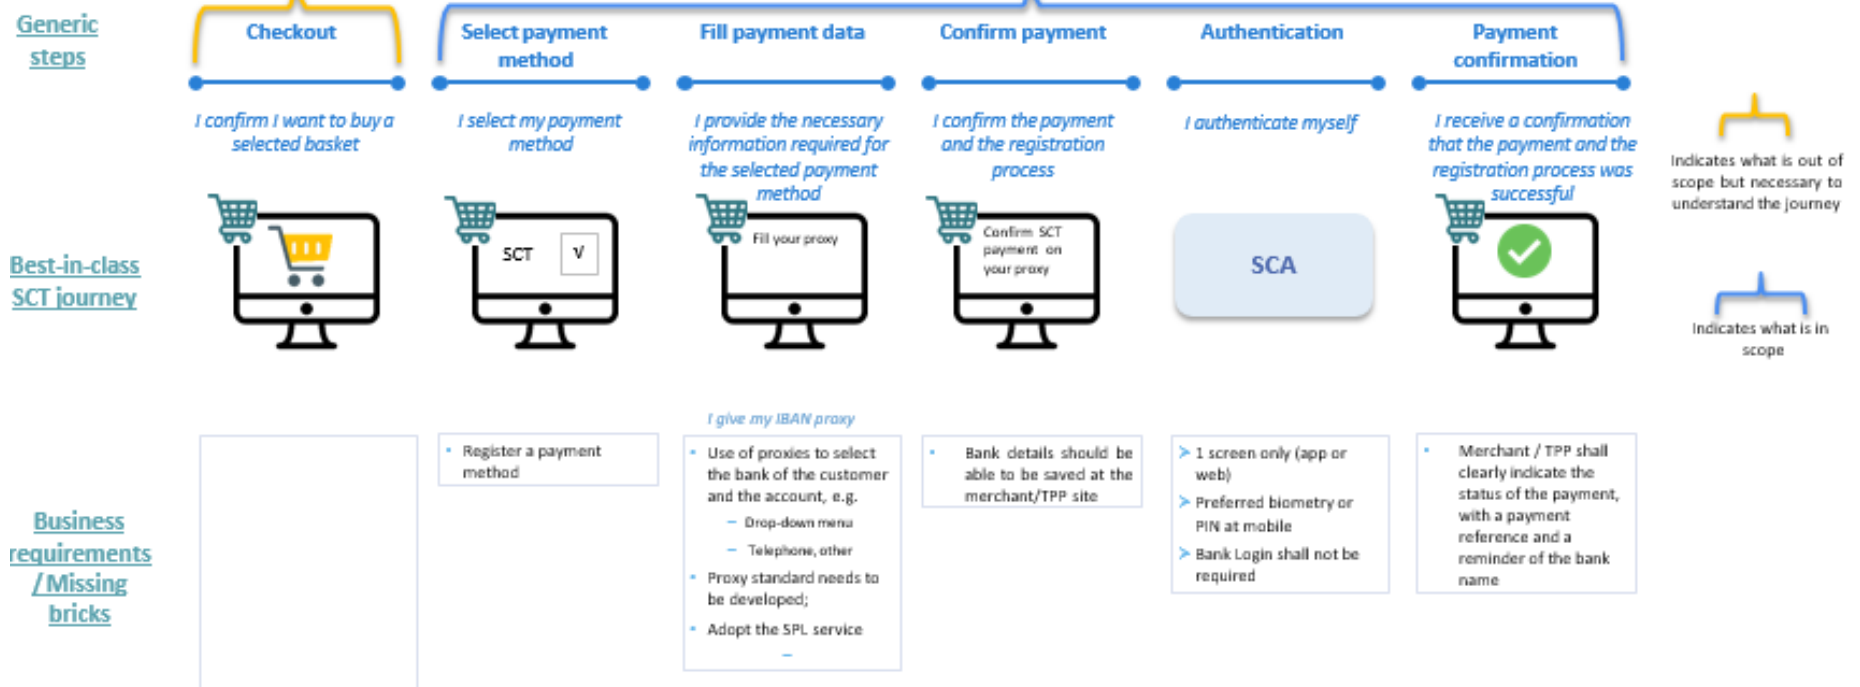 Generic
steps
Checkout
Select payment
method
Fill payment data
Confirm payment
Authentication
Payment
confirmation
I confirm I want to buy a
selected basket
I select my payment
method
I provide the necessary
information required for
the selected payment
method
I confirm the payment
and the registration
process
I authenticate myself
I receive a confirmation
that the payment and the
registration process was
successful
Indicates what is out of
scope but necessary to
understand the journey
Indicates what is in
scope
Best-in-class
SCT journey
SCT
√
Fill your proxy
Confirm SCT
payment on
your proxy
SCA
Business
requirements
/ Missing
bricks
• Register a payment
method
I give my IBAN proxy
• Use of proxies to select
the bank of the customer
and the account, e.g.
– Drop-down menu
– Telephone, other
• Proxy standard needs to
be developed;
• Adopt the SPL service
–
• Bank details should be
able to be saved at the
merchant/TPP site
➢ 1 screen only (app or
web)
➢ Preferred biometry or
PIN at mobile
➢ Bank Login shall not be
required
• Merchant / TPP shall
clearly indicate the
status of the payment,
with a payment
reference and a
reminder of the bank
name